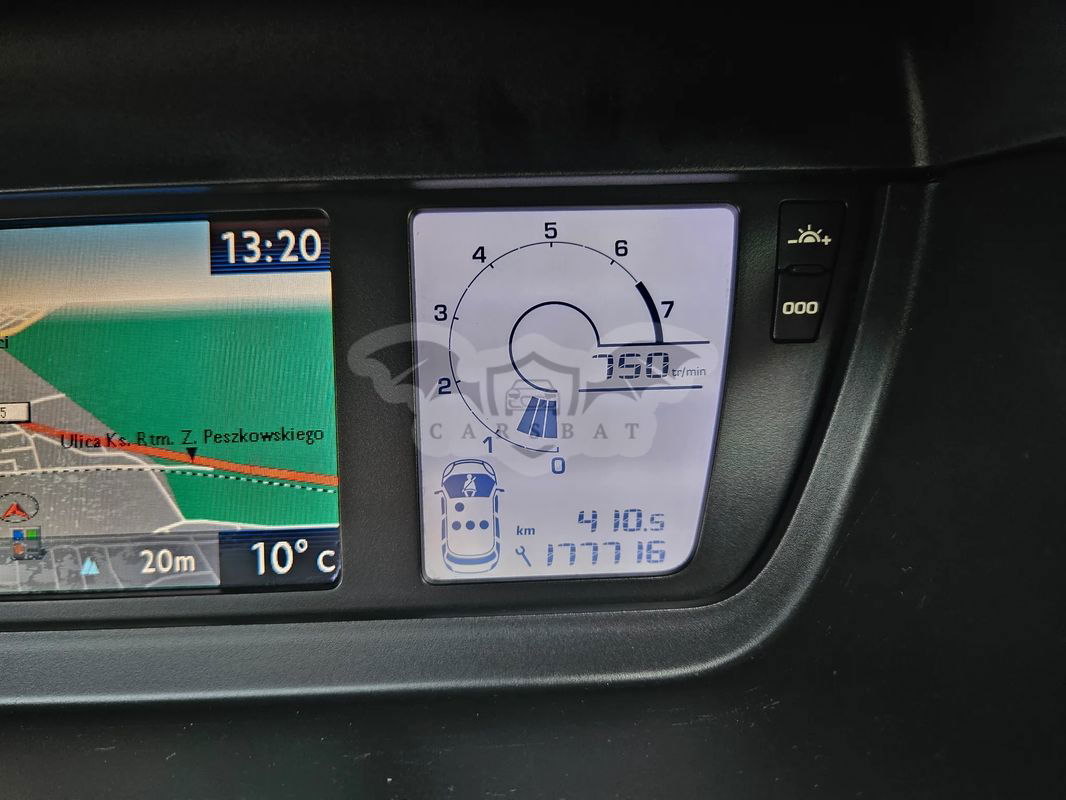 13:20
5
Ulica Ks. Rtm. Z. Peszkowskiego
20m
10° c
5
4
6
3
7
750 tr/min
2
CARSBAT
1
0
km 410.5
177716
- +
000